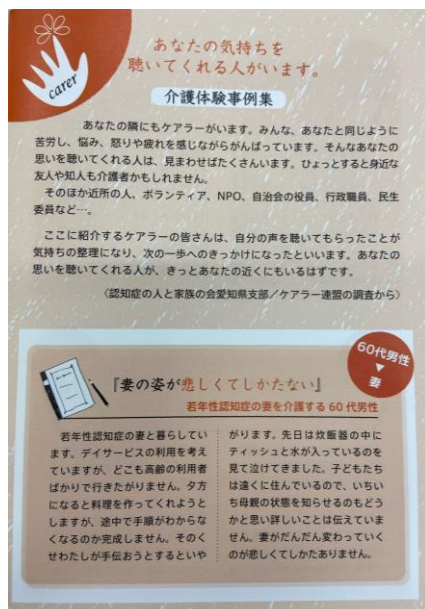 carer
あなたの気持ちを
聴いてくれる人がいます。
介護体験事例集
あなたの隣にもケアラーがいます。みんな、あなたと同じように
苦労し、悩み、怒りや疲れを感じながらがんばっています。そんなあなたの
思いを聴いてくれる人は、見まわせばたくさんいます。ひょっとすると身近な
友人や知人も介護者かもしれません。
そのほか近所の人、ボランティア、NPO、自治会の役員、行政職員、民生
委員など…。
ここに紹介するケアラーの皆さんは、自分の声を聴いてもらったことが
気持ちの整理になり、次の一歩へのきっかけになったといいます。あなたの
思いを聴いてくれる人が、きっとあなたの近くにもいるはずです。
〈認知症の人と家族の会愛知県支部／ケアラー連盟の調査から〉
60代男性
▼
妻
『妻の姿が悲しくてしかたない』
若年性認知症の妻を介護する 60 代男性
若年性認知症の妻と暮らしてい
ます。デイサービスの利用を考え
ていますが、どこも高齢の利用者
ばかりで行きたがりません。夕方
になると料理を作ってくれようと
しますが、途中で手順がわからな
くなるのか完成しません。そのく
せわたしが手伝おうとするといや
がります。先日は炊飯器の中に
ティッシュと水が入っているのを
見て泣けてきました。子どもたち
は遠くに住んでいるので、いちい
ち母親の状態を知らせるのもどう
かと思い詳しいことは伝えていま
せん。妻がだんだん変わっていく
のが悲しくてしかたありません。